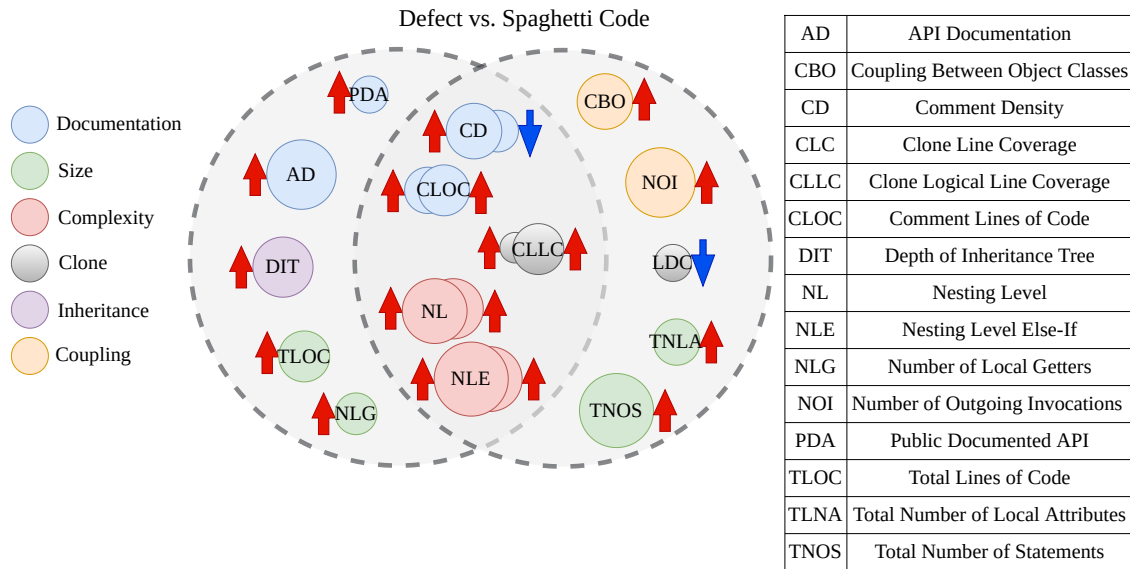 Defect vs. Spaghetti Code
Documentation
Size
Complexity
Clone
Inheritance
Coupling
PDA
AD
DIT
TLOC
NLG
CD
CLOC
CLLC
NL
NLE
CBO
NOI
LDC
TNLA
TNOS
AD API Documentation
CBO Coupling Between Object Classes
CD Comment Density
CLC Clone Line Coverage
CLLC Clone Logical Line Coverage
CLOC Comment Lines of Code
DIT Depth of Inheritance Tree
NL Nesting Level
NLE Nesting Level Else-If
NLG Number of Local Getters
NOI Number of Outgoing Invocations
PDA Public Documented API
TLOC Total Lines of Code
TLNA Total Number of Local Attributes
TNOS Total Number of Statements